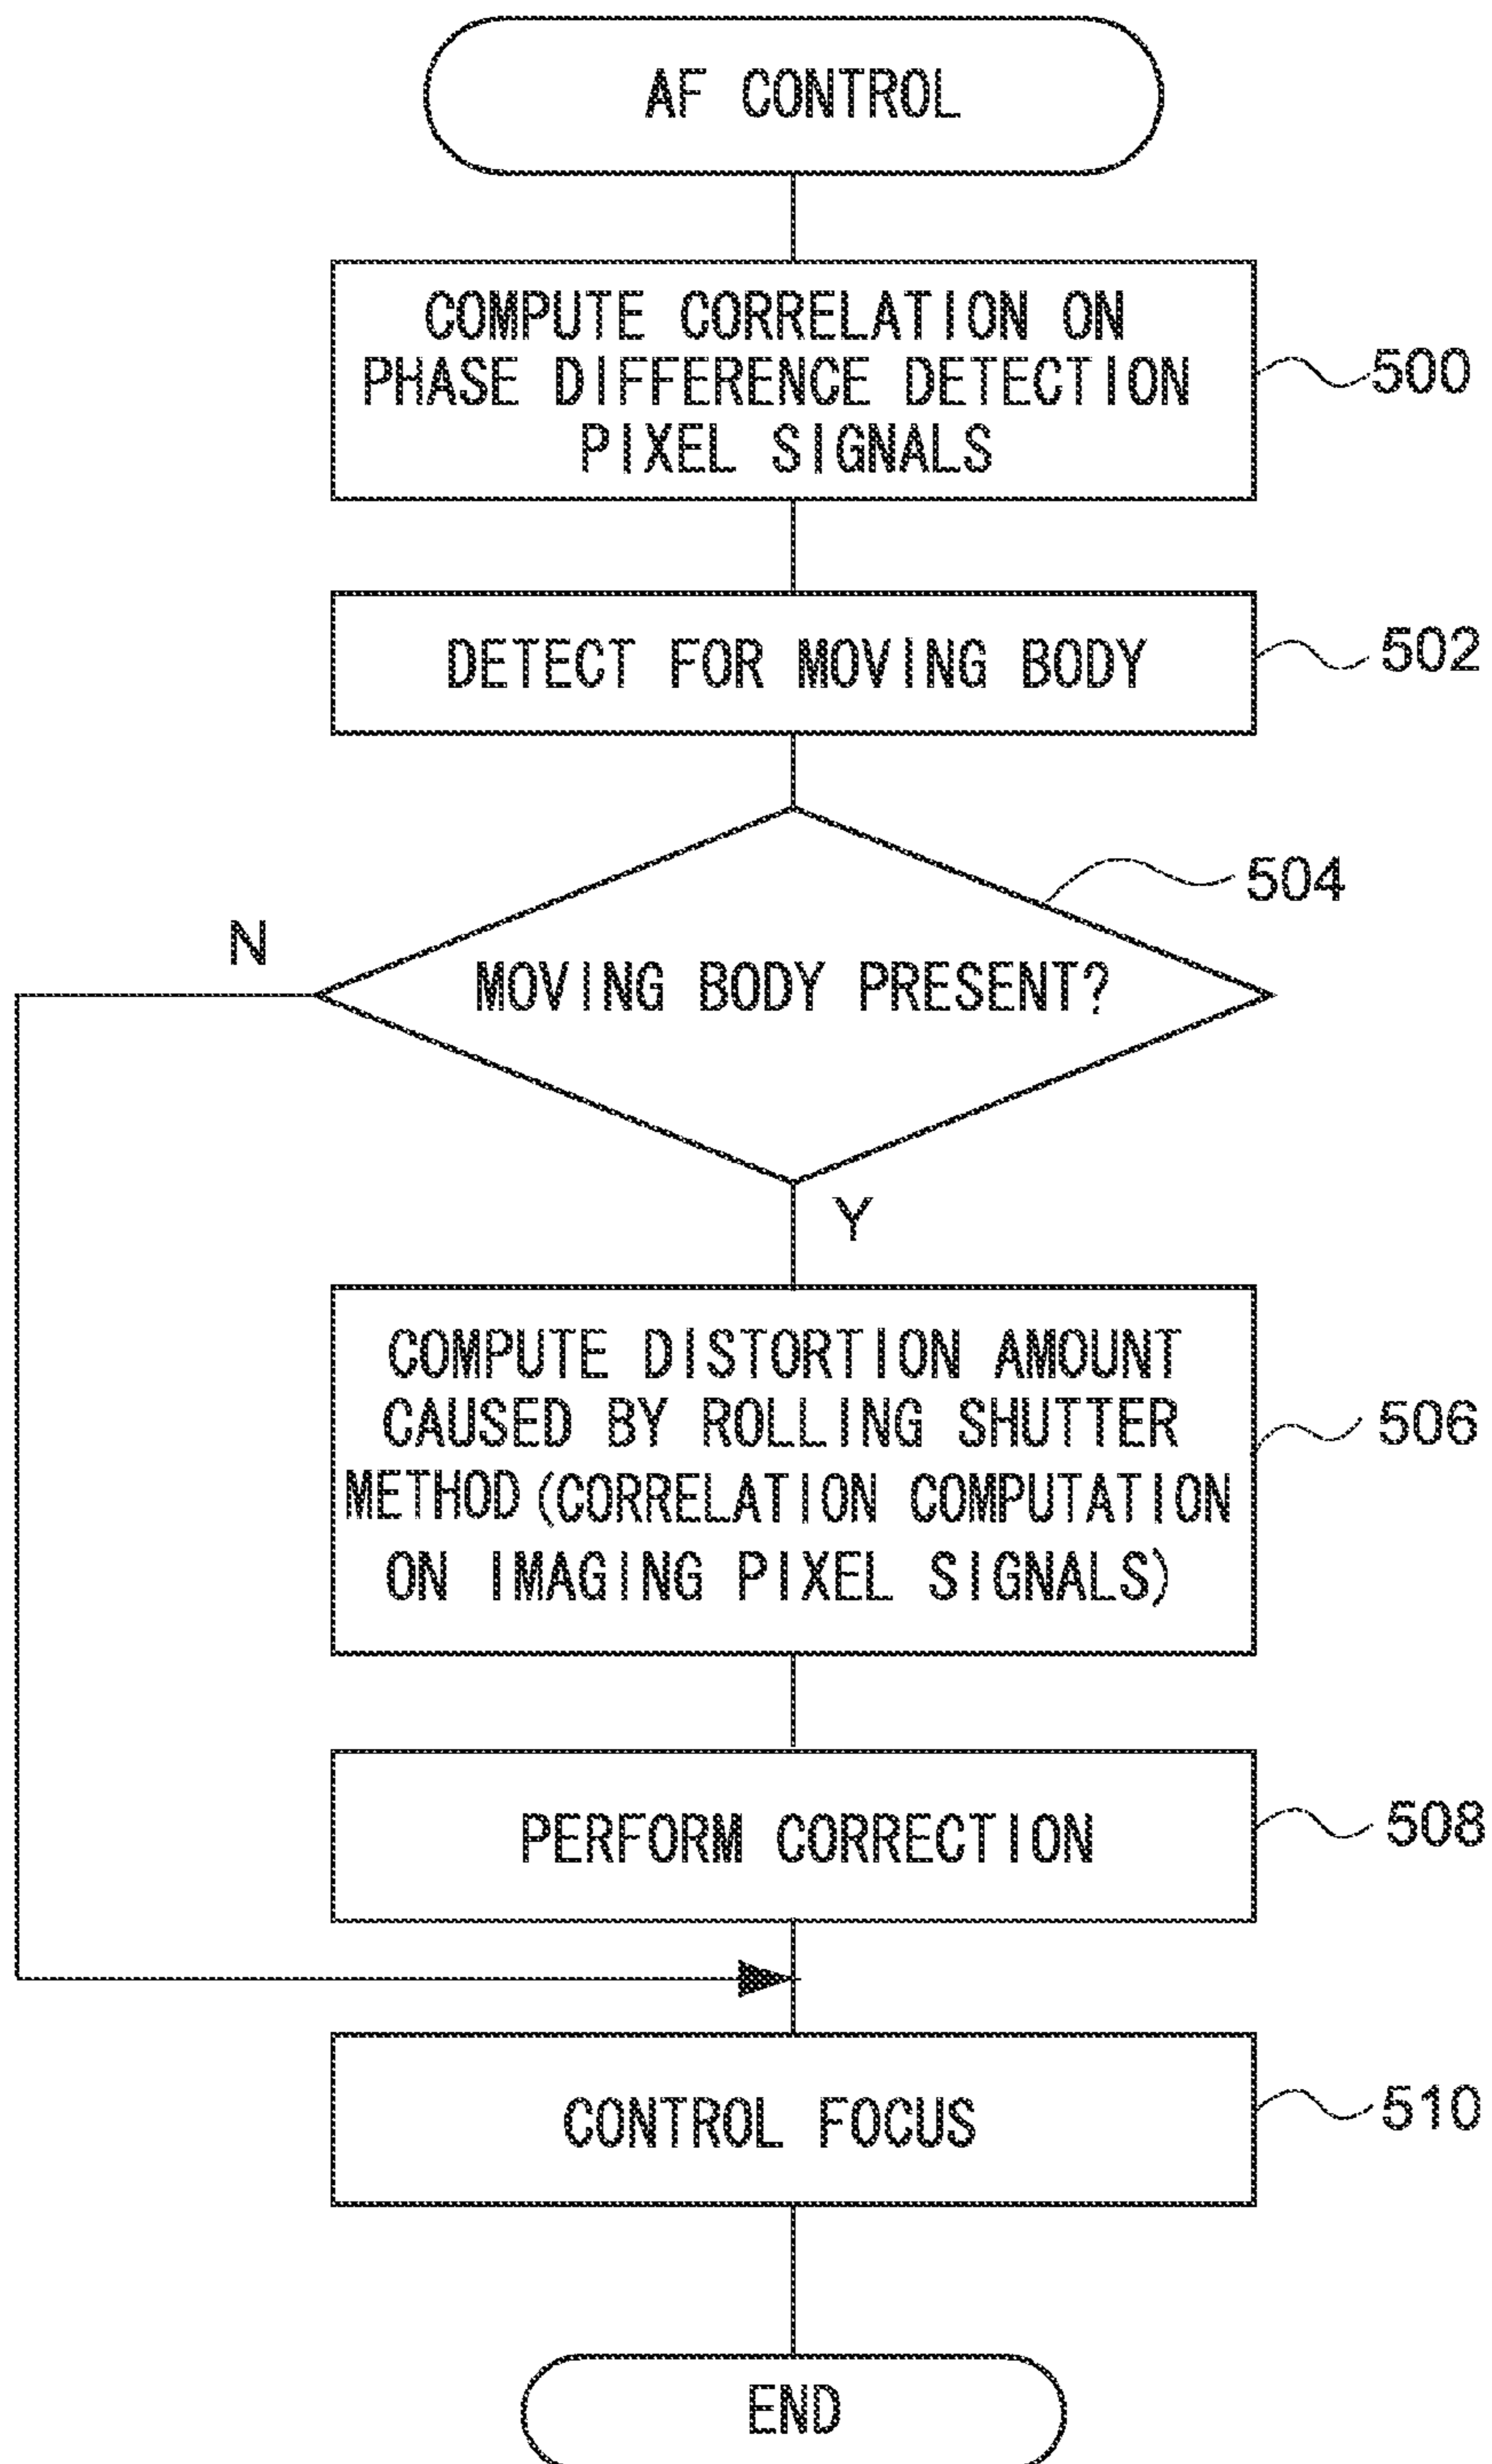 AF CONTROL
COMPUTE CORRELATION ON
PHASE DIFFERENCE DETECTION
PIXEL SIGNALS
500
DETECT FOR MOVING BODY
502
504
N
MOVING BODY PRESENT?
Y
COMPUTE DISTORTION AMOUNT
CAUSED BY ROLLING SHUTTER
METHOD (CORRELATION COMPUTATION
ON IMAGING PIXEL SIGNALS)
506
PERFORM CORRECTION
508
CONTROL FOCUS
510
END